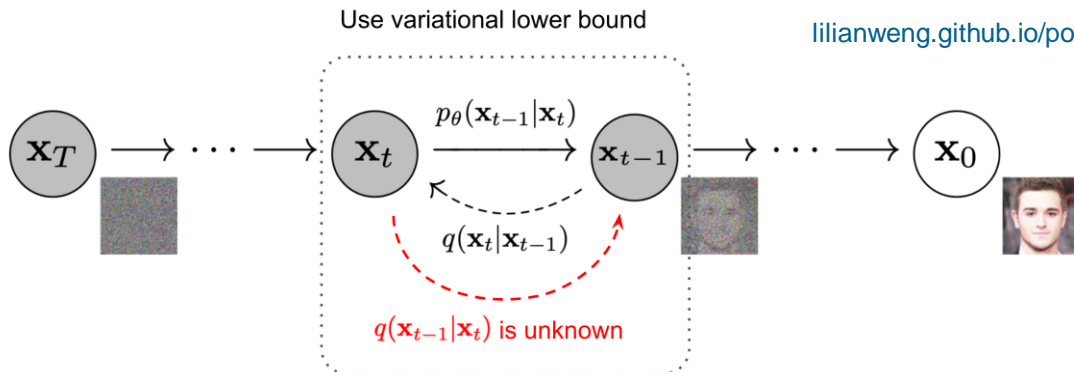 Use variational lower bound
lilianweng.github.io/po
p_θ(x_{t−1}|x_t)
x_T → ··· → x_t x_{t−1} → ··· → x_0
q(x_t|x_{t−1})
q(x_{t−1}|x_t) is unknown